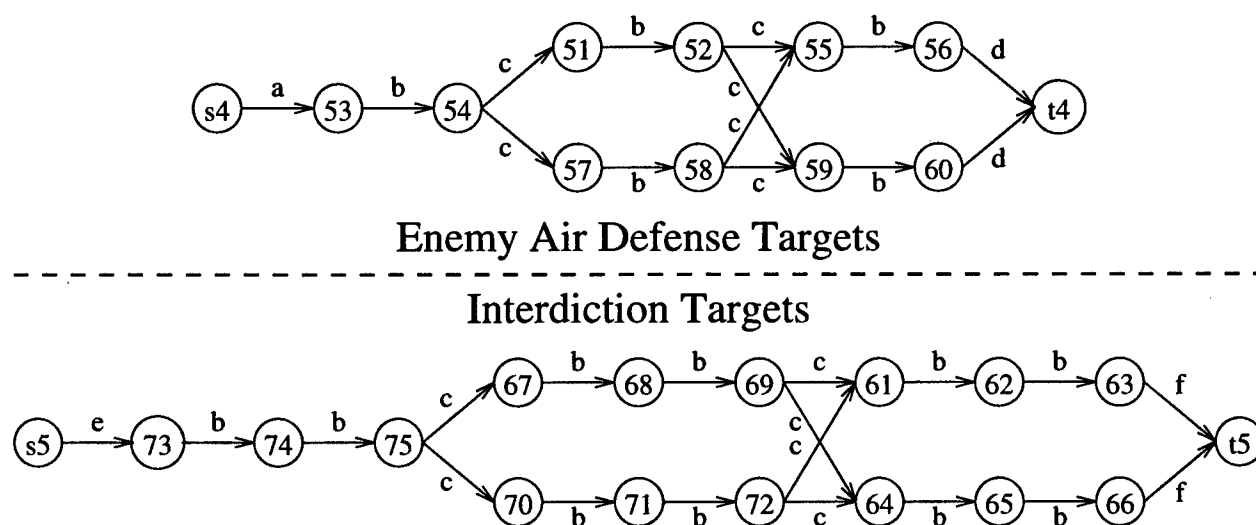 b c b
51 52 55 56
c d
a b c
s4 53 54 t4
c c d
57 58 59 60
b c b
Enemy Air Defense Targets
Interdiction Targets
b b c b b
67 68 69 61 62 63
c f
e b b c
s5 73 74 75 t5
c c f
70 71 72 64 65 66
b b c b b